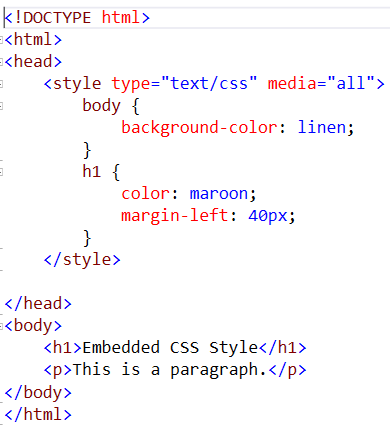 <!DOCTYPE html>
<html>
<head>
    <style type="text/css" media="all">
        body {
            background-color: linen;
        }
        h1 {
            color: maroon;
            margin-left: 40px;
        }
    </style>

</head>
<body>
    <h1>Embedded CSS Style</h1>
    <p>This is a paragraph.</p>
</body>
</html>